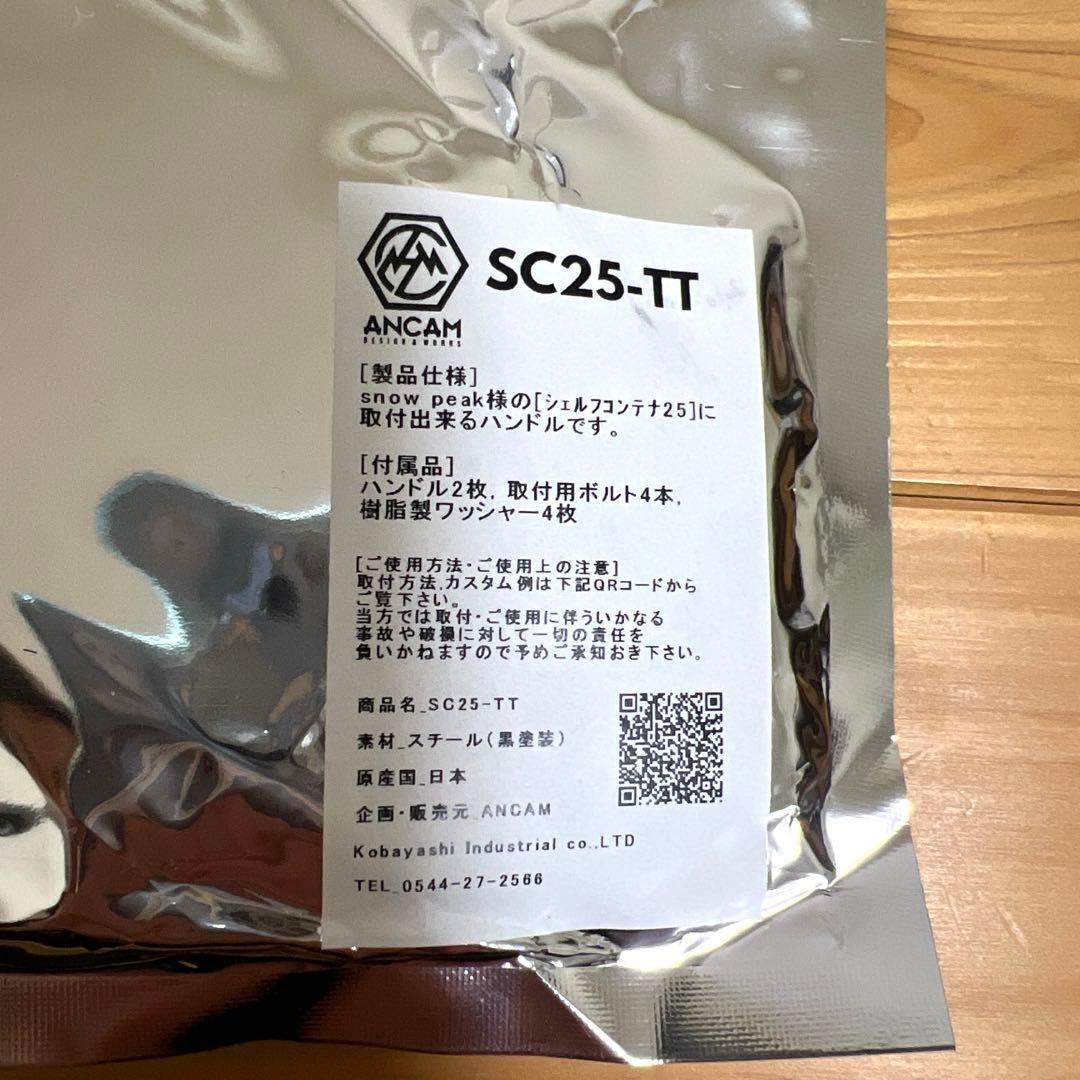 SC25-TT
ANCAM
DESIGN & WORKS
[製品仕様]
snow peak様の[シェルフコンテナ25]に
取付出来るハンドルです。
[付属品]
ハンドル2枚, 取付用ボルト4本,
樹脂製ワッシャー4枚
[ご使用方法・ご使用上の注意]
取付方法,カスタム例は下記QRコードから
ご覧下さい。
当方では取付・ご使用に伴ういかなる
事故や破損に対して一切の責任を
負いかねますので予めご承知おき下さい。
商品名_SC25-TT
素材_スチール(黒塗装)
原産国_日本
企画・販売元_ANCAM
Kobayashi Industrial co.,LTD
TEL_0544-27-2566